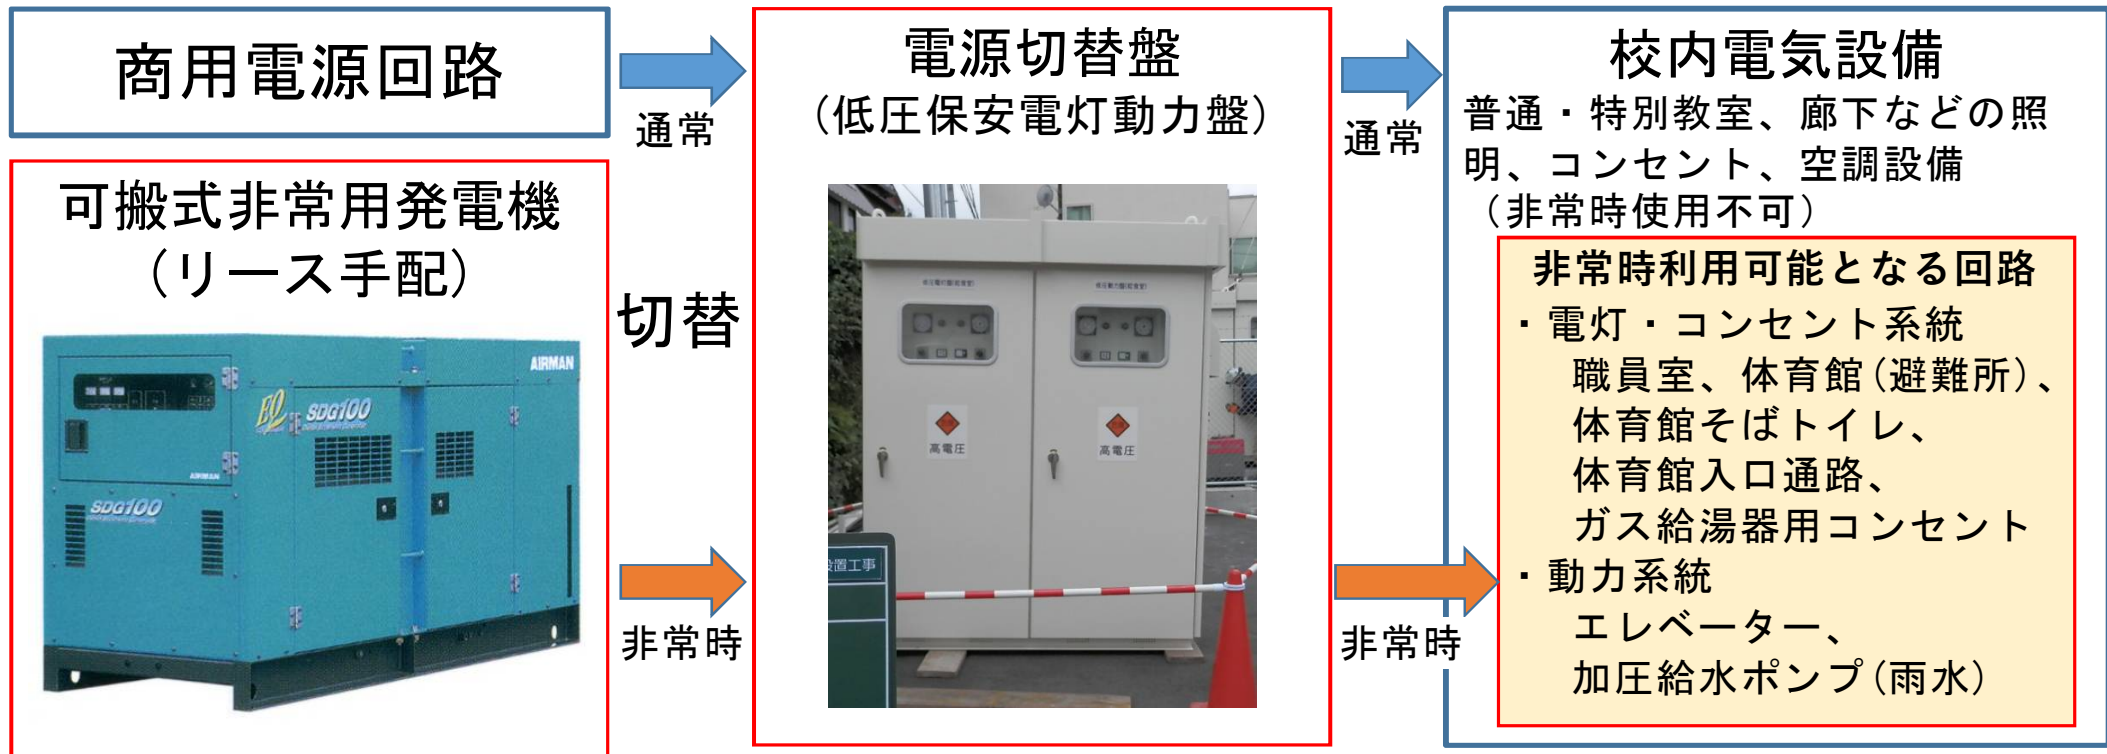 商用電源回路
通常
電源切替盤
(低圧保安電灯動力盤)
通常
校内電気設備
普通・特別教室、廊下などの照
明、コンセント、空調設備
(非常時使用不可)
可搬式非常用発電機
(リース手配)
AIRMAN
EQ
SDG100
AIRMAN
SDG100
切替
非常時
高電圧
高電圧
設置工事
非常時
非常時利用可能となる回路
・電灯・コンセント系統
職員室、体育館(避難所)、
体育館そばトイレ、
体育館入口通路、
ガス給湯器用コンセント
・動力系統
エレベーター、
加圧給水ポンプ(雨水)